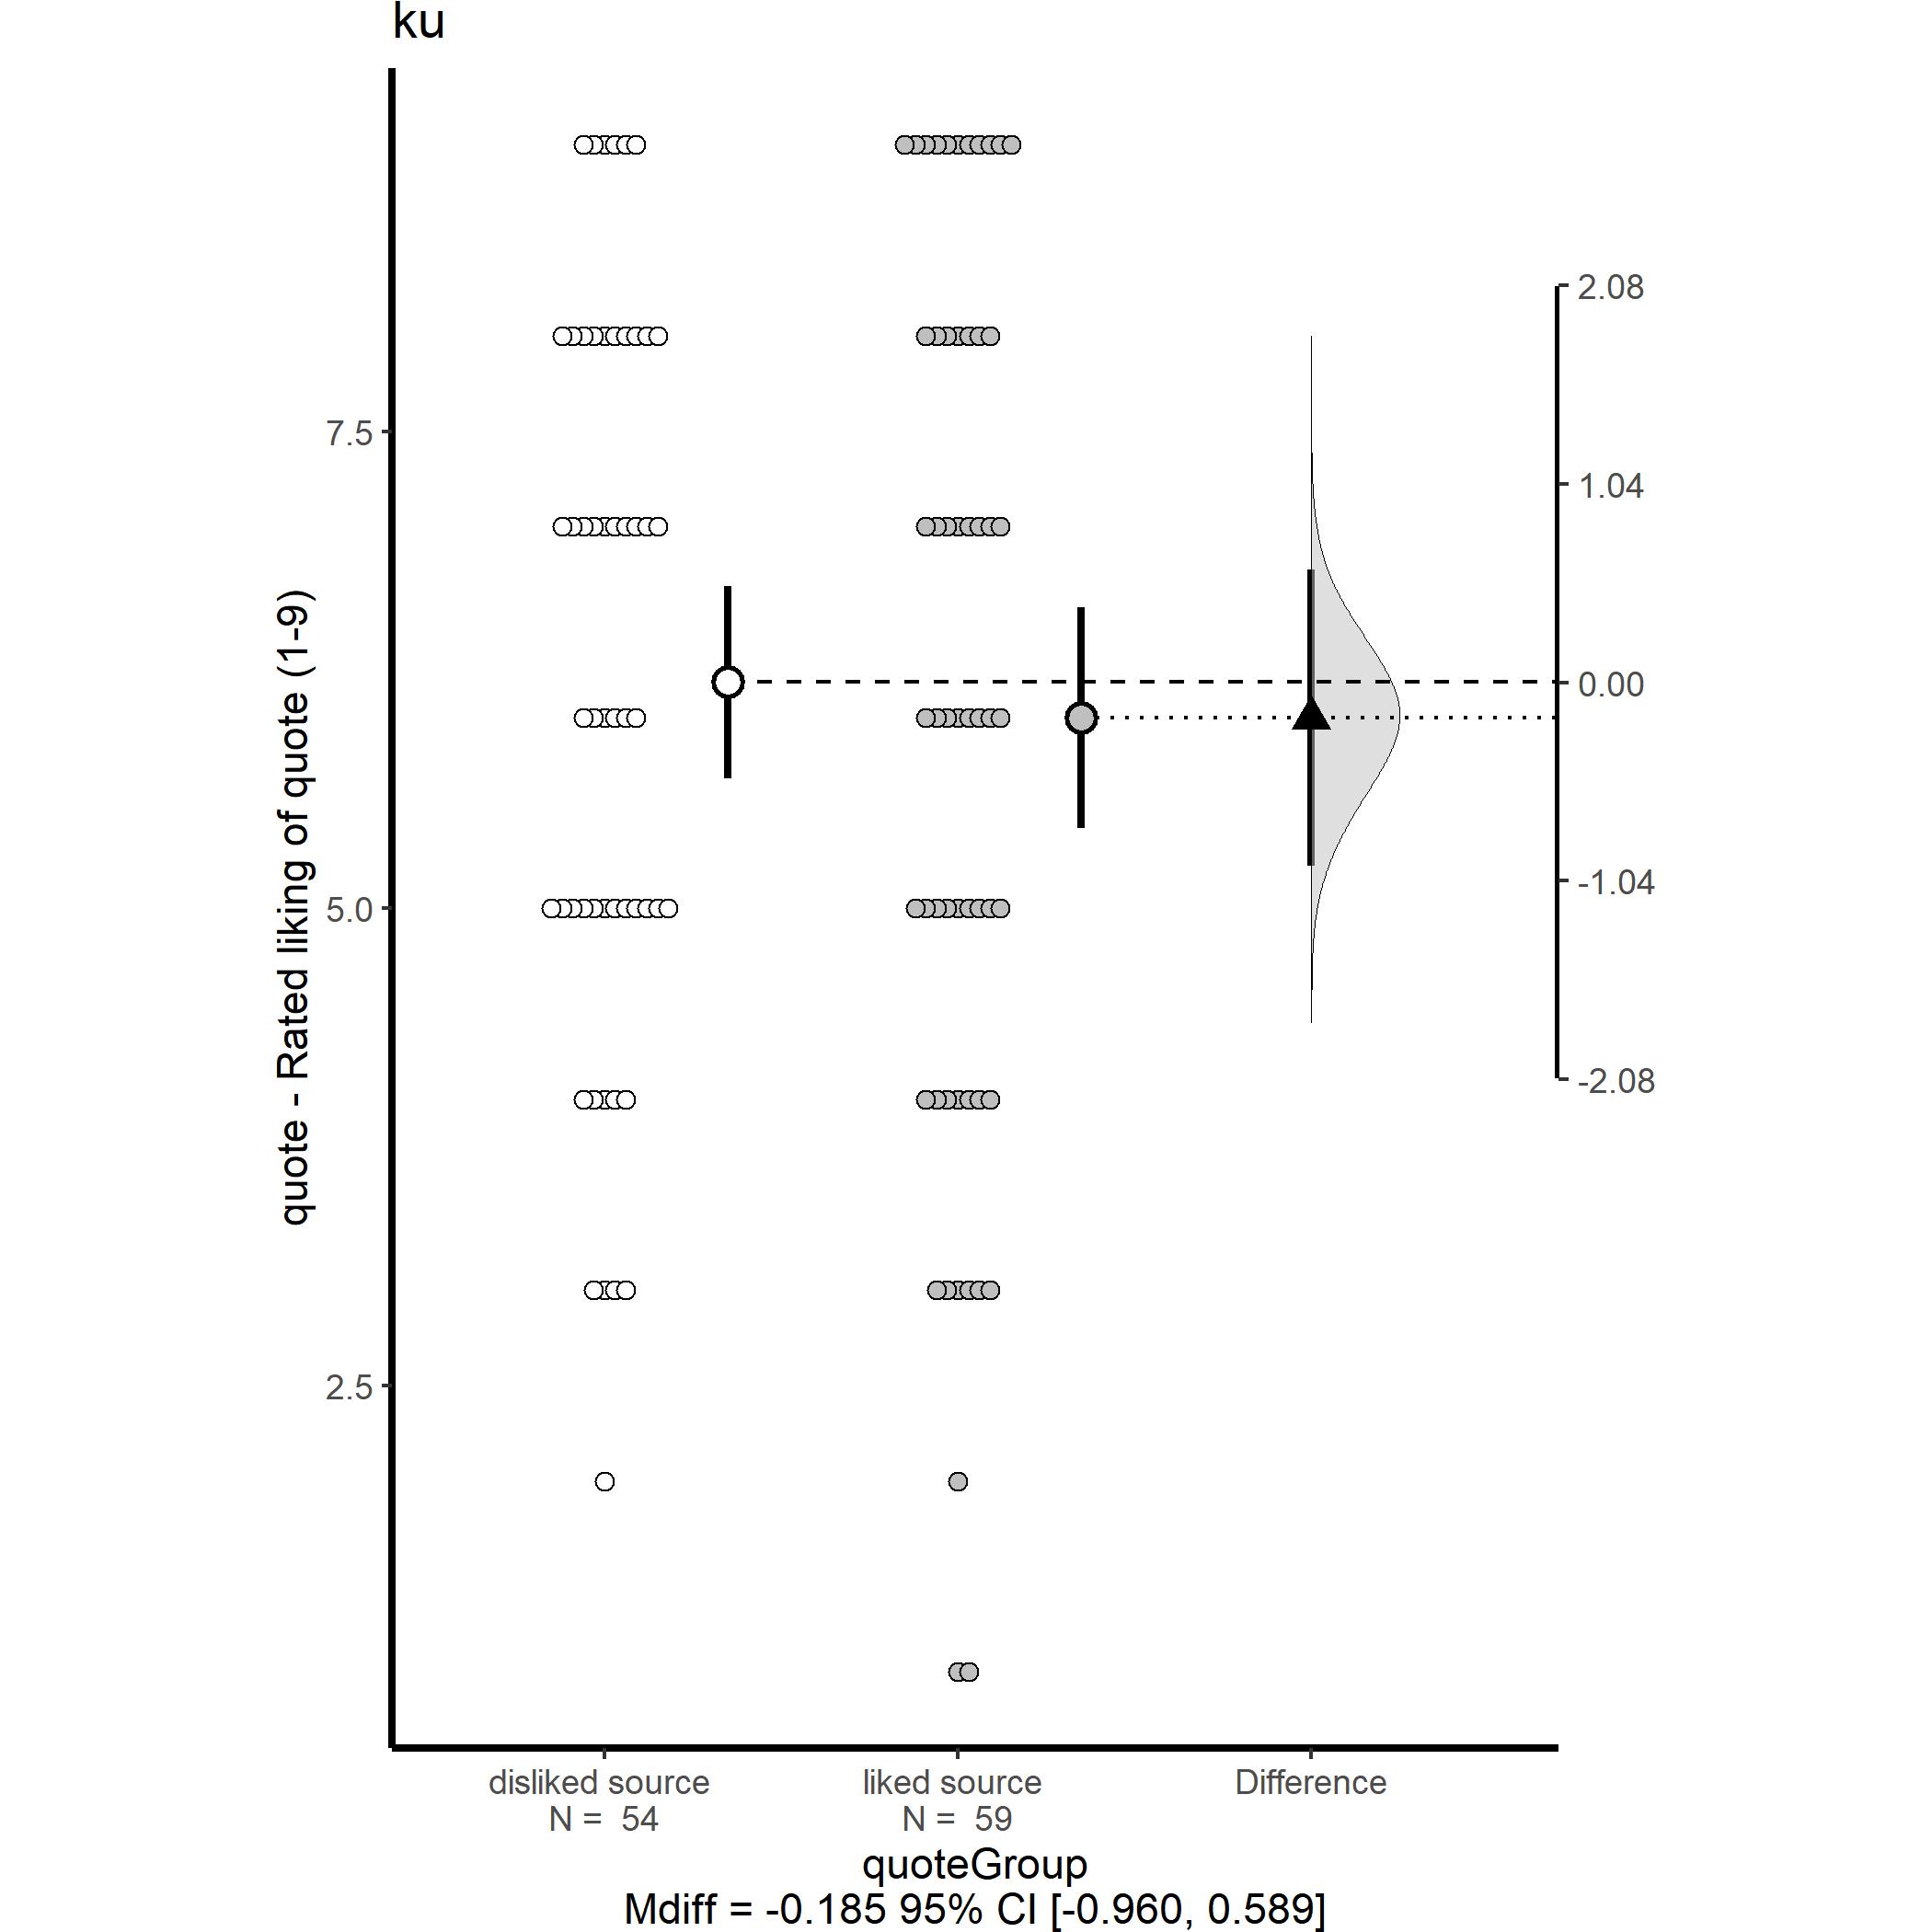 ku
quote - Rated liking of quote (1-9)
7.5
5.0
2.5
2.08
1.04
0.00
-1.04
-2.08
disliked source
N =  54
liked source
N =  59
Difference
quoteGroup
Mdiff = -0.185 95% CI [-0.960, 0.589]